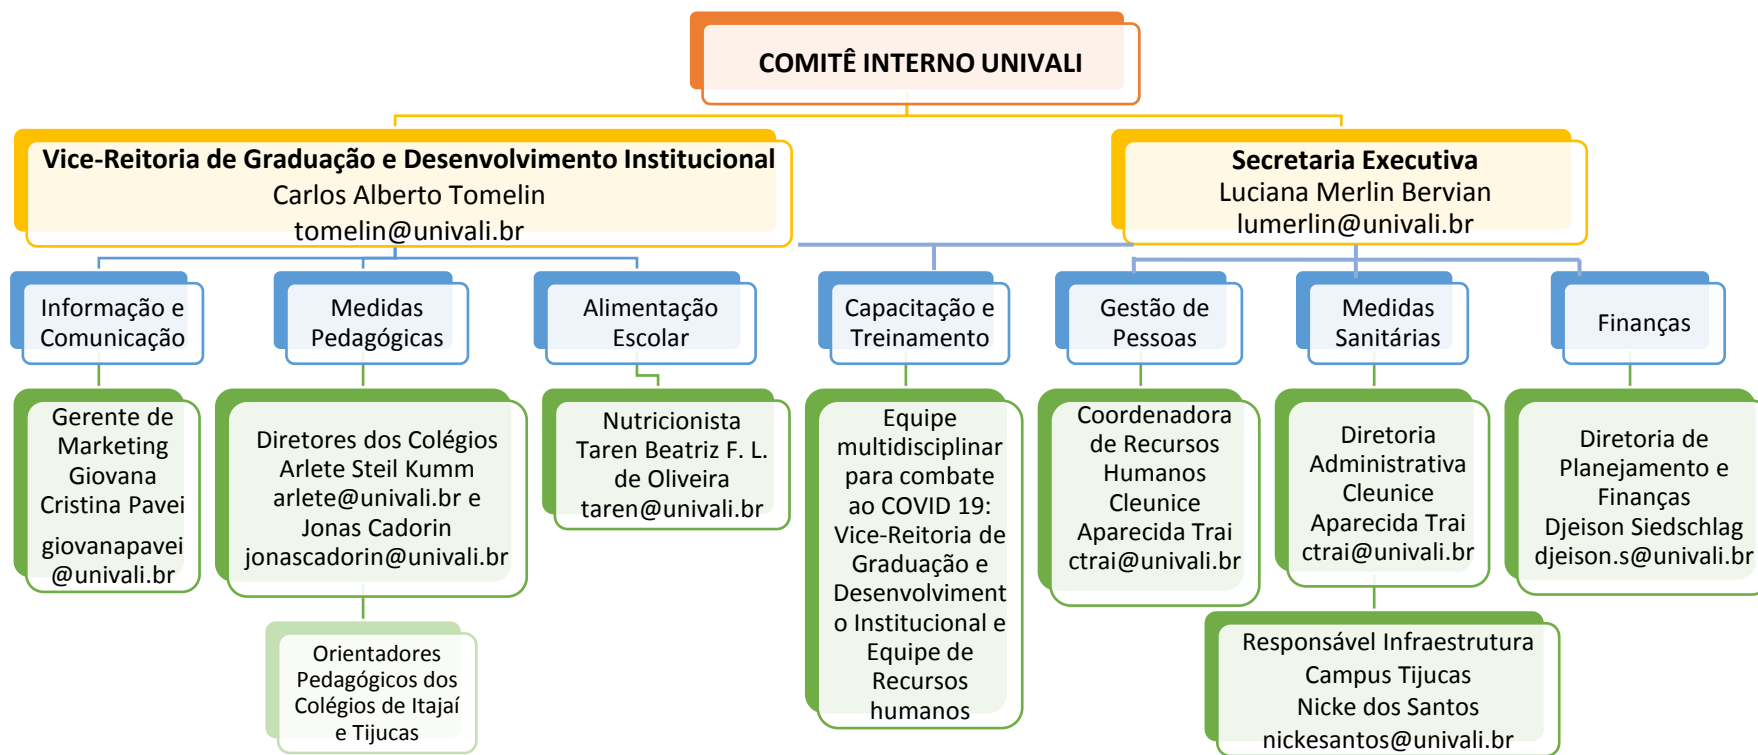 COMITÊ INTERNO UNIVALI
Vice-Reitoria de Graduação e Desenvolvimento Institucional
Carlos Alberto Tomelin
tomelin@univali.br
Secretaria Executiva
Luciana Merlin Bervian
lumerlin@univali.br
Informação e
Comunicação
Medidas
Pedagógicas
Alimentação
Escolar
Capacitação e
Treinamento
Gestão de
Pessoas
Medidas
Sanitárias
Finanças
Gerente de
Marketing
Giovana
Cristina Pavei
giovanapavei
@univali.br
Diretores dos Colégios
Arlete Steil Kumm
arlete@univali.br e
Jonas Cadorin
jonascadorin@univali.br
Nutricionista
Taren Beatriz F. L.
de Oliveira
taren@univali.br
Equipe
multidisciplinar
para combate
ao COVID 19:
Vice-Reitoria de
Graduação e
Desenvolviment
o Institucional e
Equipe de
Recursos
humanos
Coordenadora
de Recursos
Humanos
Cleunice
Aparecida Trai
ctrai@univali.br
Diretoria
Administrativa
Cleunice
Aparecida Trai
ctrai@univali.br
Diretoria de
Planejamento e
Finanças
Djeison Siedschlag
djeison.s@univali.br
Orientadores
Pedagógicos dos
Colégios de Itajaí
e Tijucas
Responsável Infraestrutura
Campus Tijucas
Nicke dos Santos
nickesantos@univali.br